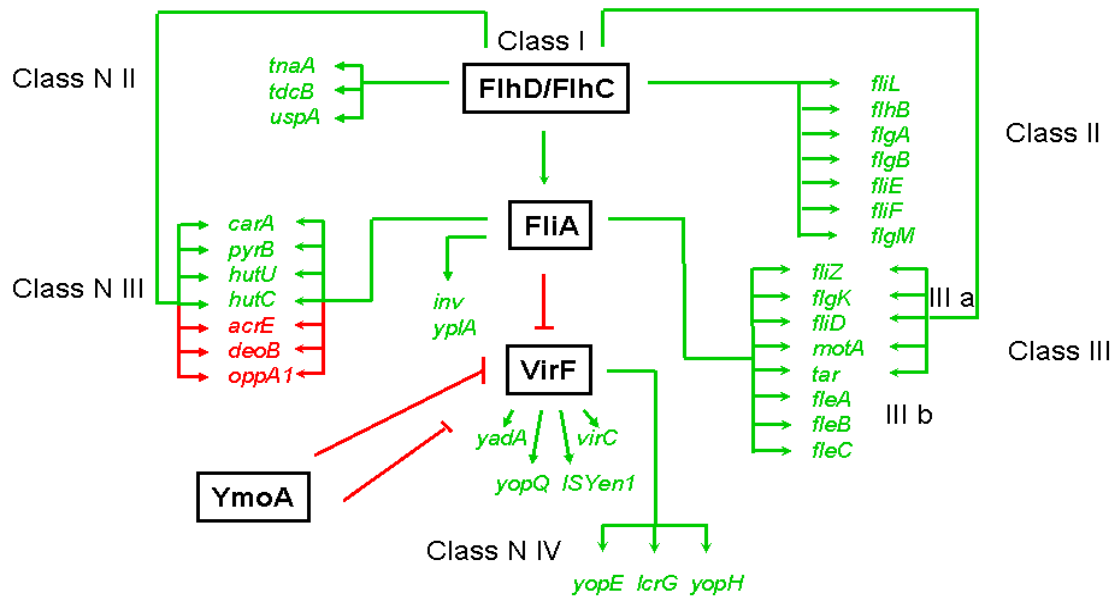 Class I
Class N II
FlhD/FlhC
tnaA
tdcB
uspA
fliL
flhB
flgA
flgB
fliE
fliF
flgM
Class II
FliA
Class N III
carA
pyrB
hutU
hutC
acrE
deoB
oppA1
inv
yplA
fliZ
flgK
fliD
motA
tar
fleA
fleB
fleC
III a
III b
Class III
VirF
yadA
virC
yopQ
ISYen1
YmoA
Class N IV
yopE lcrG yopH